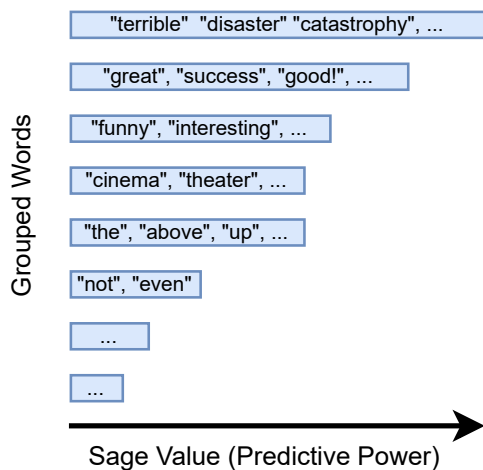 "terrible"  "disaster" "catastrophy", ...
"great", "success", "good!", ...
"funny", "interesting", ...
"cinema", "theater", ...
"the", "above", "up", ...
"not", "even"
...
...
Grouped Words
Sage Value (Predictive Power)